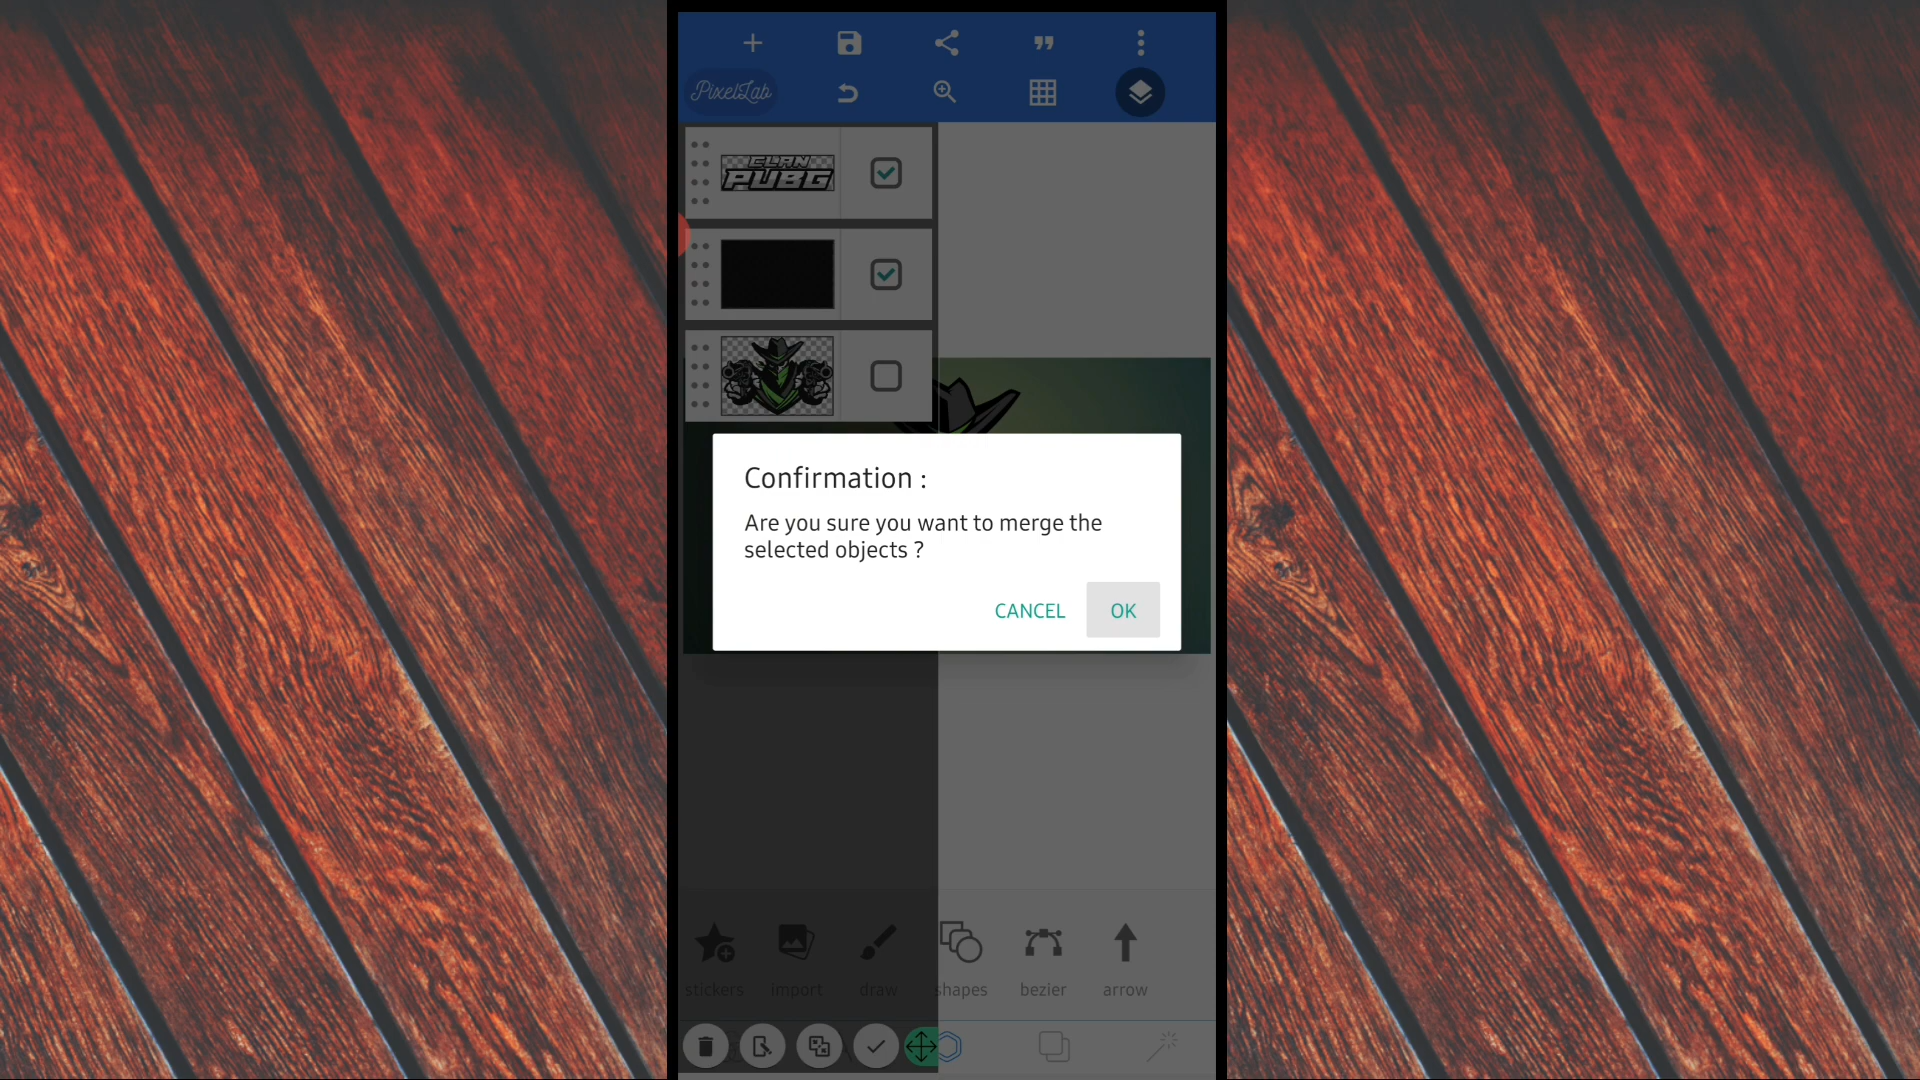 PixelLab
CLAN
PUBG
Confirmation :
Are you sure you want to merge the
selected objects ?
CANCEL OK
stickers import draw shapes bezier arrow